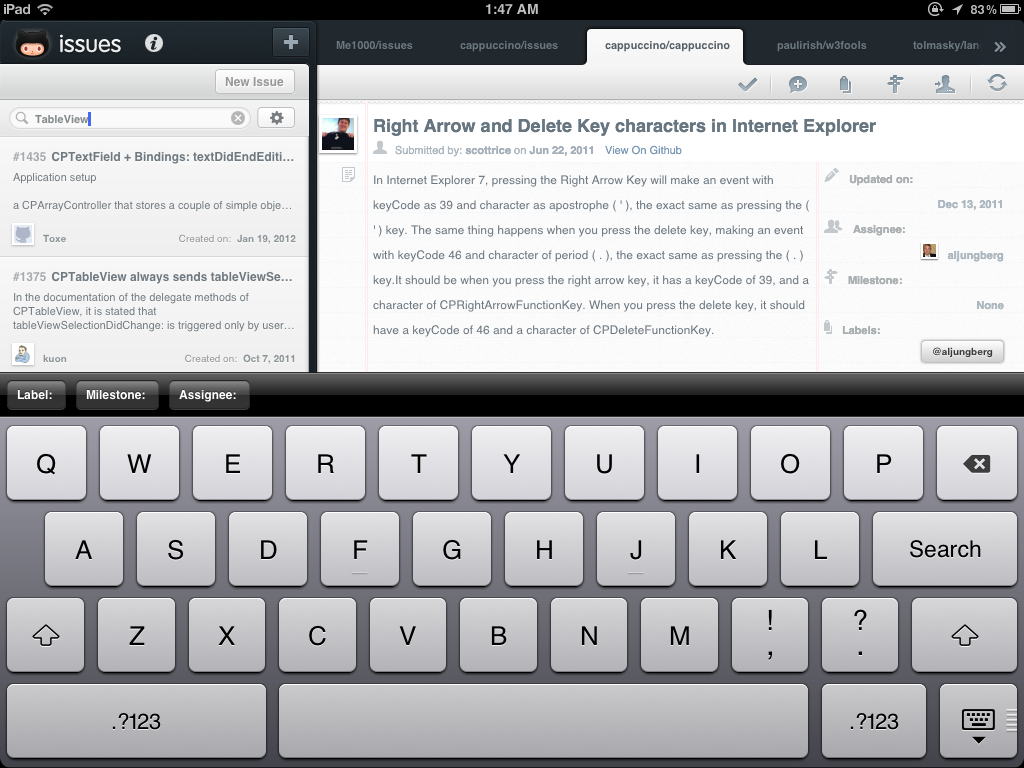 iPad
1:47 AM
83%
issues
Me1000/issues
cappuccino/issues
cappuccino/cappuccino
paulirish/w3fools
tolmasky/lan
New Issue
TableView
#1435 CPTextField + Bindings: textDidEndEditi...
Application setup
a CPArrayController that stores a couple of simple obje...
Toxe
Created on: Jan 19, 2012
#1375 CPTableView always sends tableViewSe...
In the documentation of the delegate methods of
CPTableView, it is stated that
tableViewSelectionDidChange: is triggered only by user...
kuon
Created on: Oct 7, 2011
Right Arrow and Delete Key characters in Internet Explorer
Submitted by: scottrice on Jun 22, 2011 View On Github
In Internet Explorer 7, pressing the Right Arrow Key will make an event with
keyCode as 39 and character as apostrophe ( ' ), the exact same as pressing the (
' ) key. The same thing happens when you press the delete key, making an event
with keyCode 46 and character of period ( . ), the exact same as pressing the ( . )
key.It should be when you press the right arrow key, it has a keyCode of 39, and a
character of CPRightArrowFunctionKey. When you press the delete key, it should
have a keyCode of 46 and a character of CPDeleteFunctionKey.
Updated on:
Dec 13, 2011
Assignee:
aljungberg
Milestone:
None
Labels:
@aljungberg
Label:
Milestone:
Assignee:
Q W E R T Y U I O P
A S D F G H J K L Search
Z X C V B N M ! , ? .
.?123 .?123